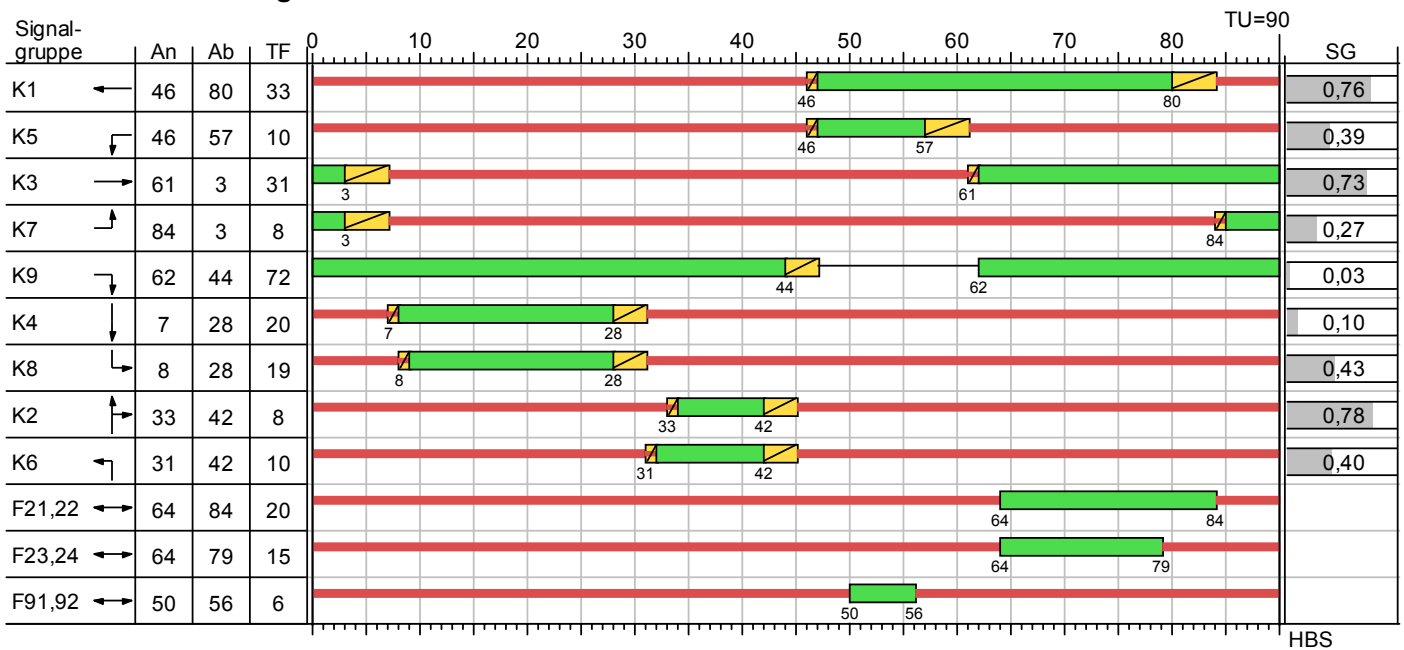 TU=90
Signal-
gruppe An Ab TF 0 10 20 30 40 50 60 70 80 SG
K1 46 80 33 46 80 0,76
K5 46 57 10 46 57 0,39
K3 61 3 31 3 61 0,73
K7 84 3 8 3 84 0,27
K9 62 44 72 44 62 0,03
K4 7 28 20 7 28 0,10
K8 8 28 19 8 28 0,43
K2 33 42 8 33 42 0,78
K6 31 42 10 31 42 0,40
F21,22 64 84 20 64 84
F23,24 64 79 15 64 79
F91,92 50 56 6 50 56
HBS